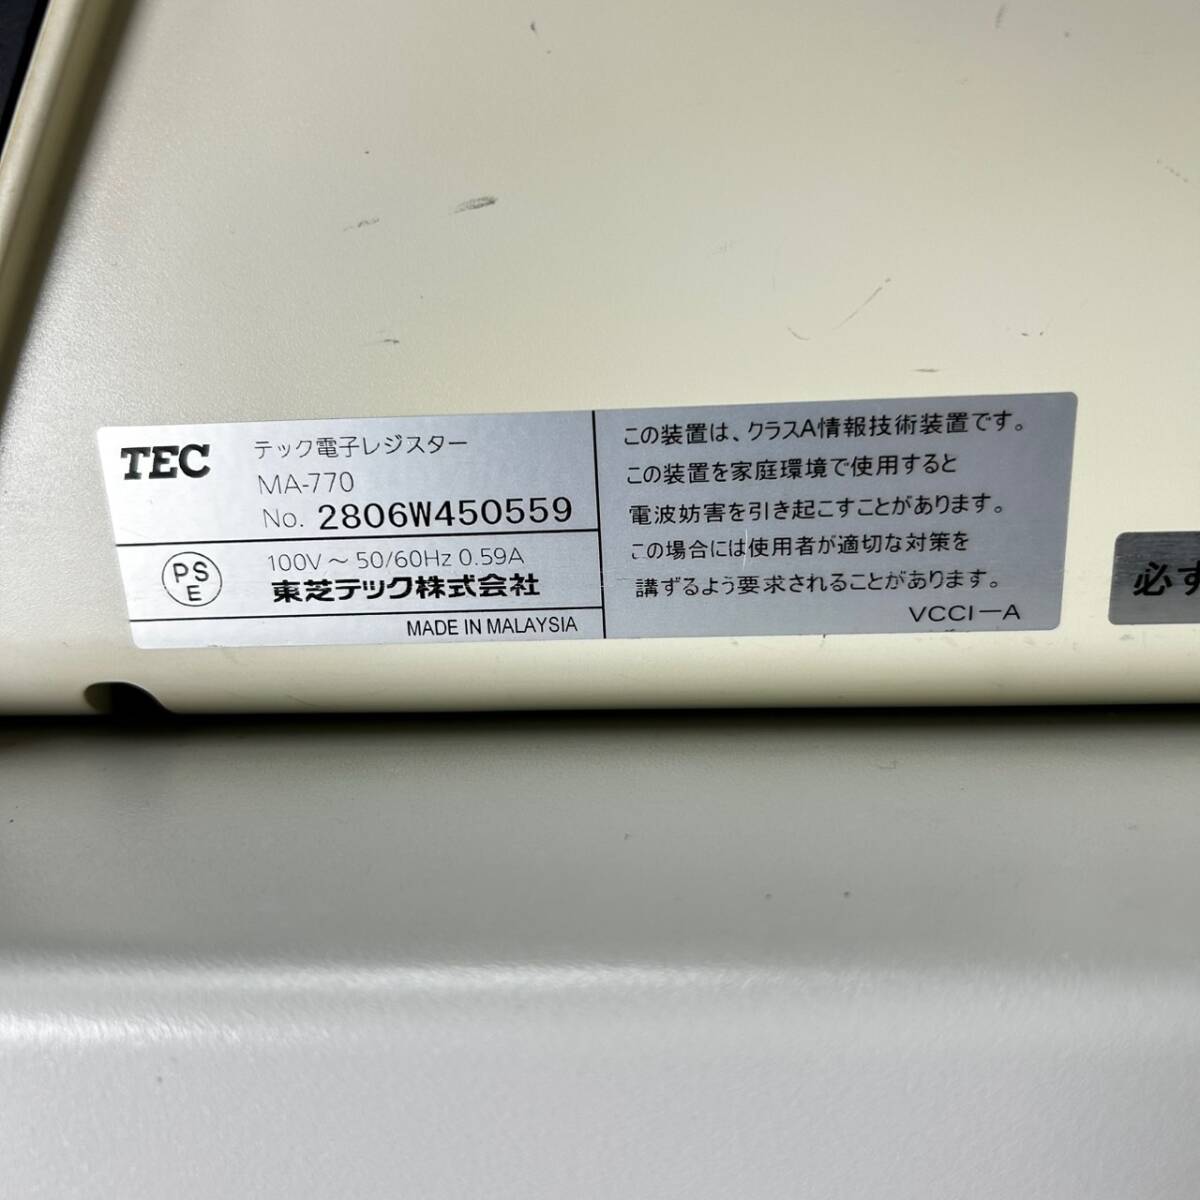 TEC テック電子レジスター
MA-770
No. 2806W450559
PSE 100V ～ 50/60Hz 0.59A
東芝テック株式会社
MADE IN MALAYSIA
この装置は、クラスA情報技術装置です。
この装置を家庭環境で使用すると
電波妨害を引き起こすことがあります。
この場合には使用者が適切な対策を
講ずるよう要求されることがあります。
VCCI－A
必す